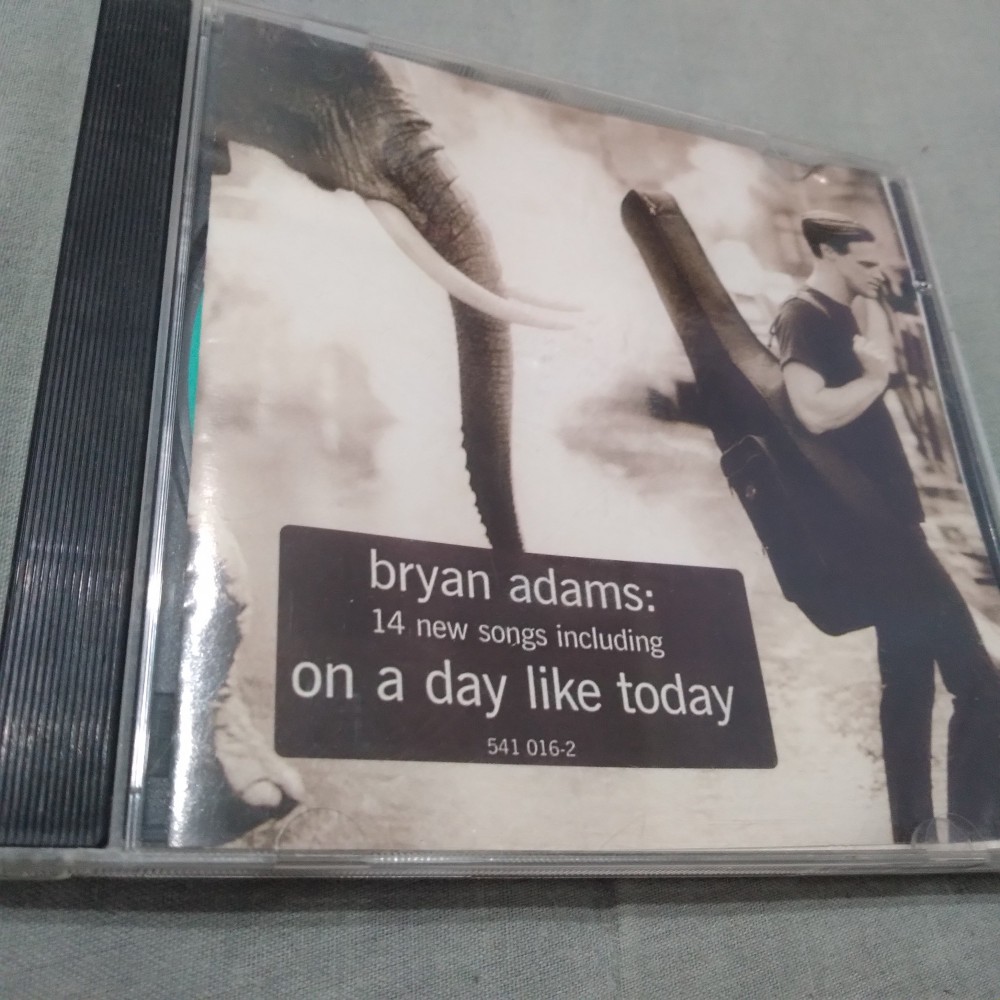 bryan adams:
14 new songs including
on a day like today
541 016-2